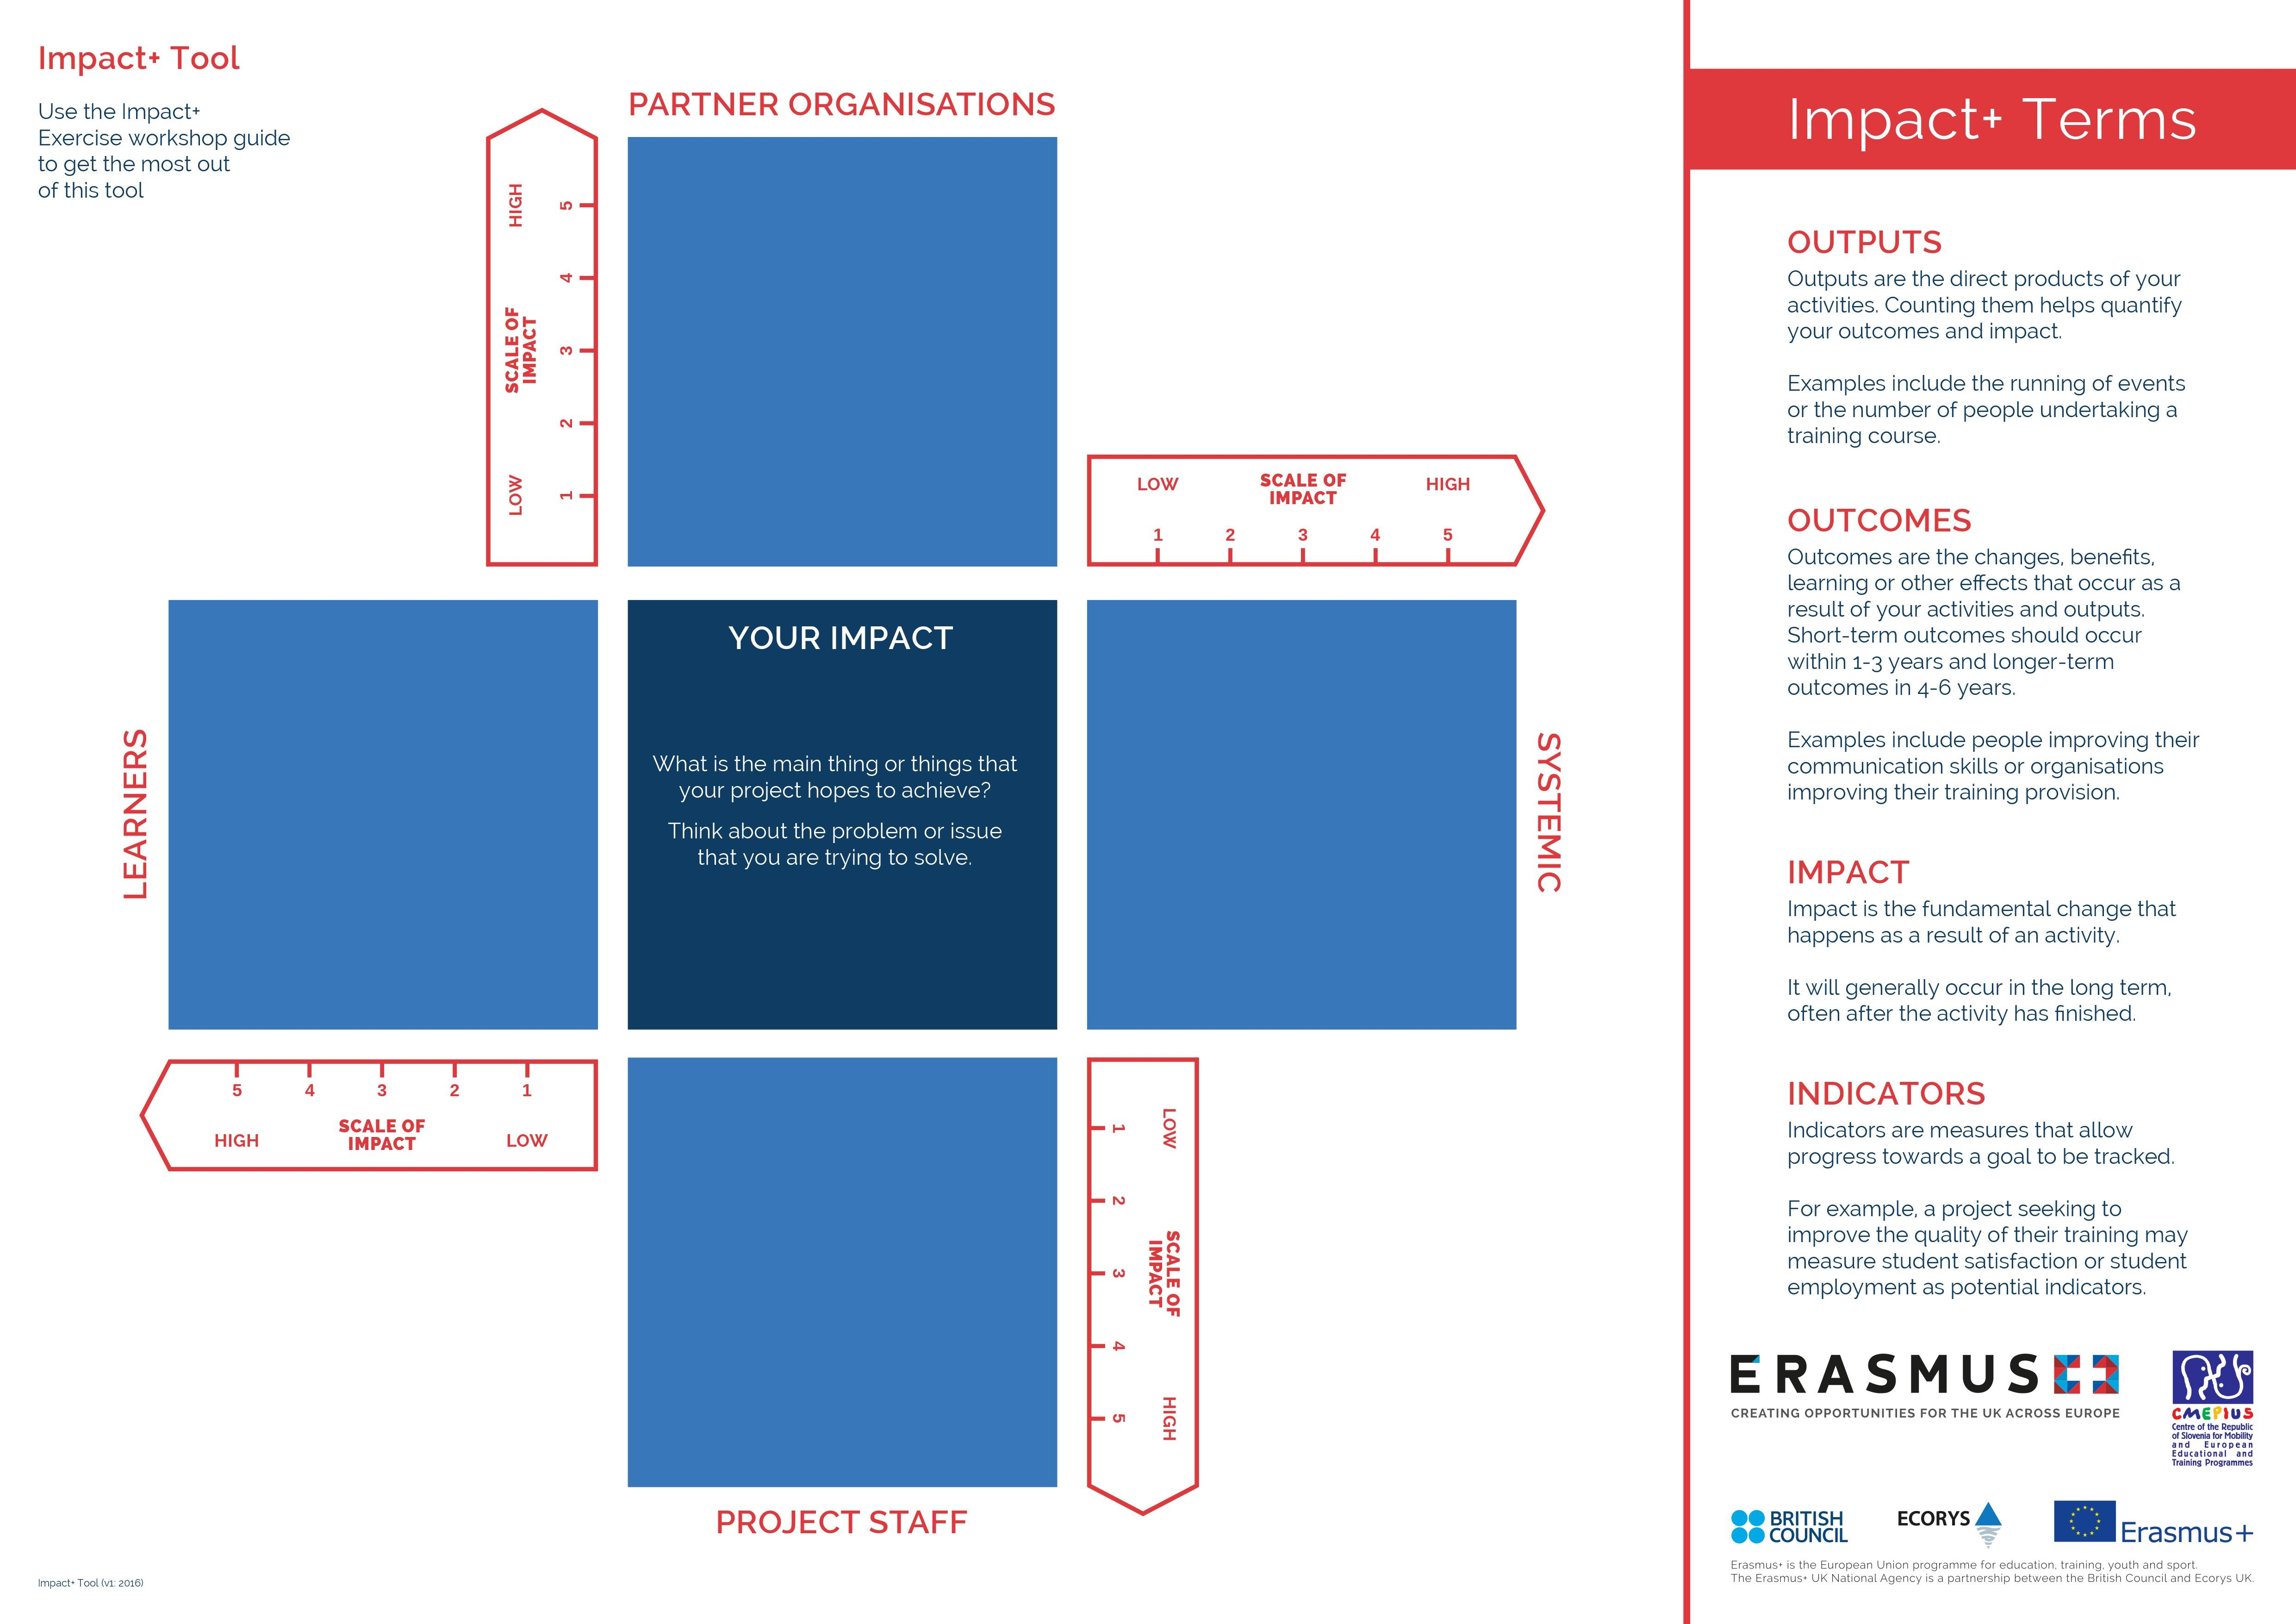 Impact+ Tool
Use the Impact+
Exercise workshop guide
to get the most out
of this tool
PARTNER ORGANISATIONS
HIGH
SCALE OF
IMPACT
LOW
5
4
3
2
1
LOW
SCALE OF
IMPACT
HIGH
1 2 3 4 5
LEARNERS
YOUR IMPACT
What is the main thing or things that
your project hopes to achieve?
Think about the problem or issue
that you are trying to solve.
SYSTEMIC
5 4 3 2 1
HIGH
SCALE OF
IMPACT
LOW
1
2
3
4
5
LOW
SCALE OF
IMPACT
HIGH
PROJECT STAFF
Impact+ Tool (v1: 2016)
Impact+ Terms
OUTPUTS
Outputs are the direct products of your
activities. Counting them helps quantify
your outcomes and impact.
Examples include the running of events
or the number of people undertaking a
training course.
OUTCOMES
Outcomes are the changes, benefits,
learning or other effects that occur as a
result of your activities and outputs.
Short-term outcomes should occur
within 1-3 years and longer-term
outcomes in 4-6 years.
Examples include people improving their
communication skills or organisations
improving their training provision.
IMPACT
Impact is the fundamental change that
happens as a result of an activity.
It will generally occur in the long term,
often after the activity has finished.
INDICATORS
Indicators are measures that allow
progress towards a goal to be tracked.
For example, a project seeking to
improve the quality of their training may
measure student satisfaction or student
employment as potential indicators.
ERASMUS+
CREATING OPPORTUNITIES FOR THE UK ACROSS EUROPE
CMEPIUS
Centre of the Republic
of Slovenia for Mobility
and European
Educational and
Training Programmes
BRITISH
COUNCIL
ECORYS
Erasmus+
Erasmus+ is the European Union programme for education, training, youth and sport.
The Erasmus+ UK National Agency is a partnership between the British Council and Ecorys UK.